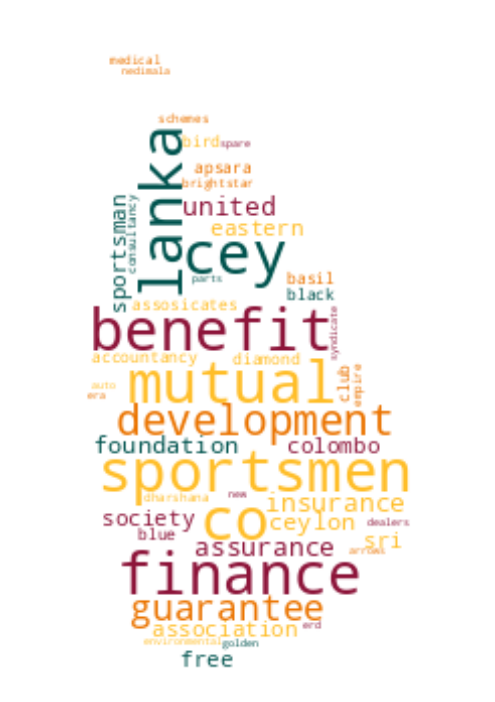 medical
nedimala
schemes
lanka
bird
spare
apsara
brightstar
sportsman
consultancy
united
eastern
cey
parts
basil
black
assosicates
benefit
syndicate
accountancy
diamond
mutual
club
empire
auto
era
development
foundation
colombo
sportsmen
dharshana
new
insurance
society
co
ceylon
dealers
blue
sri
assurance
arrows
finance
guarantee
association
erd
environmental
golden
free